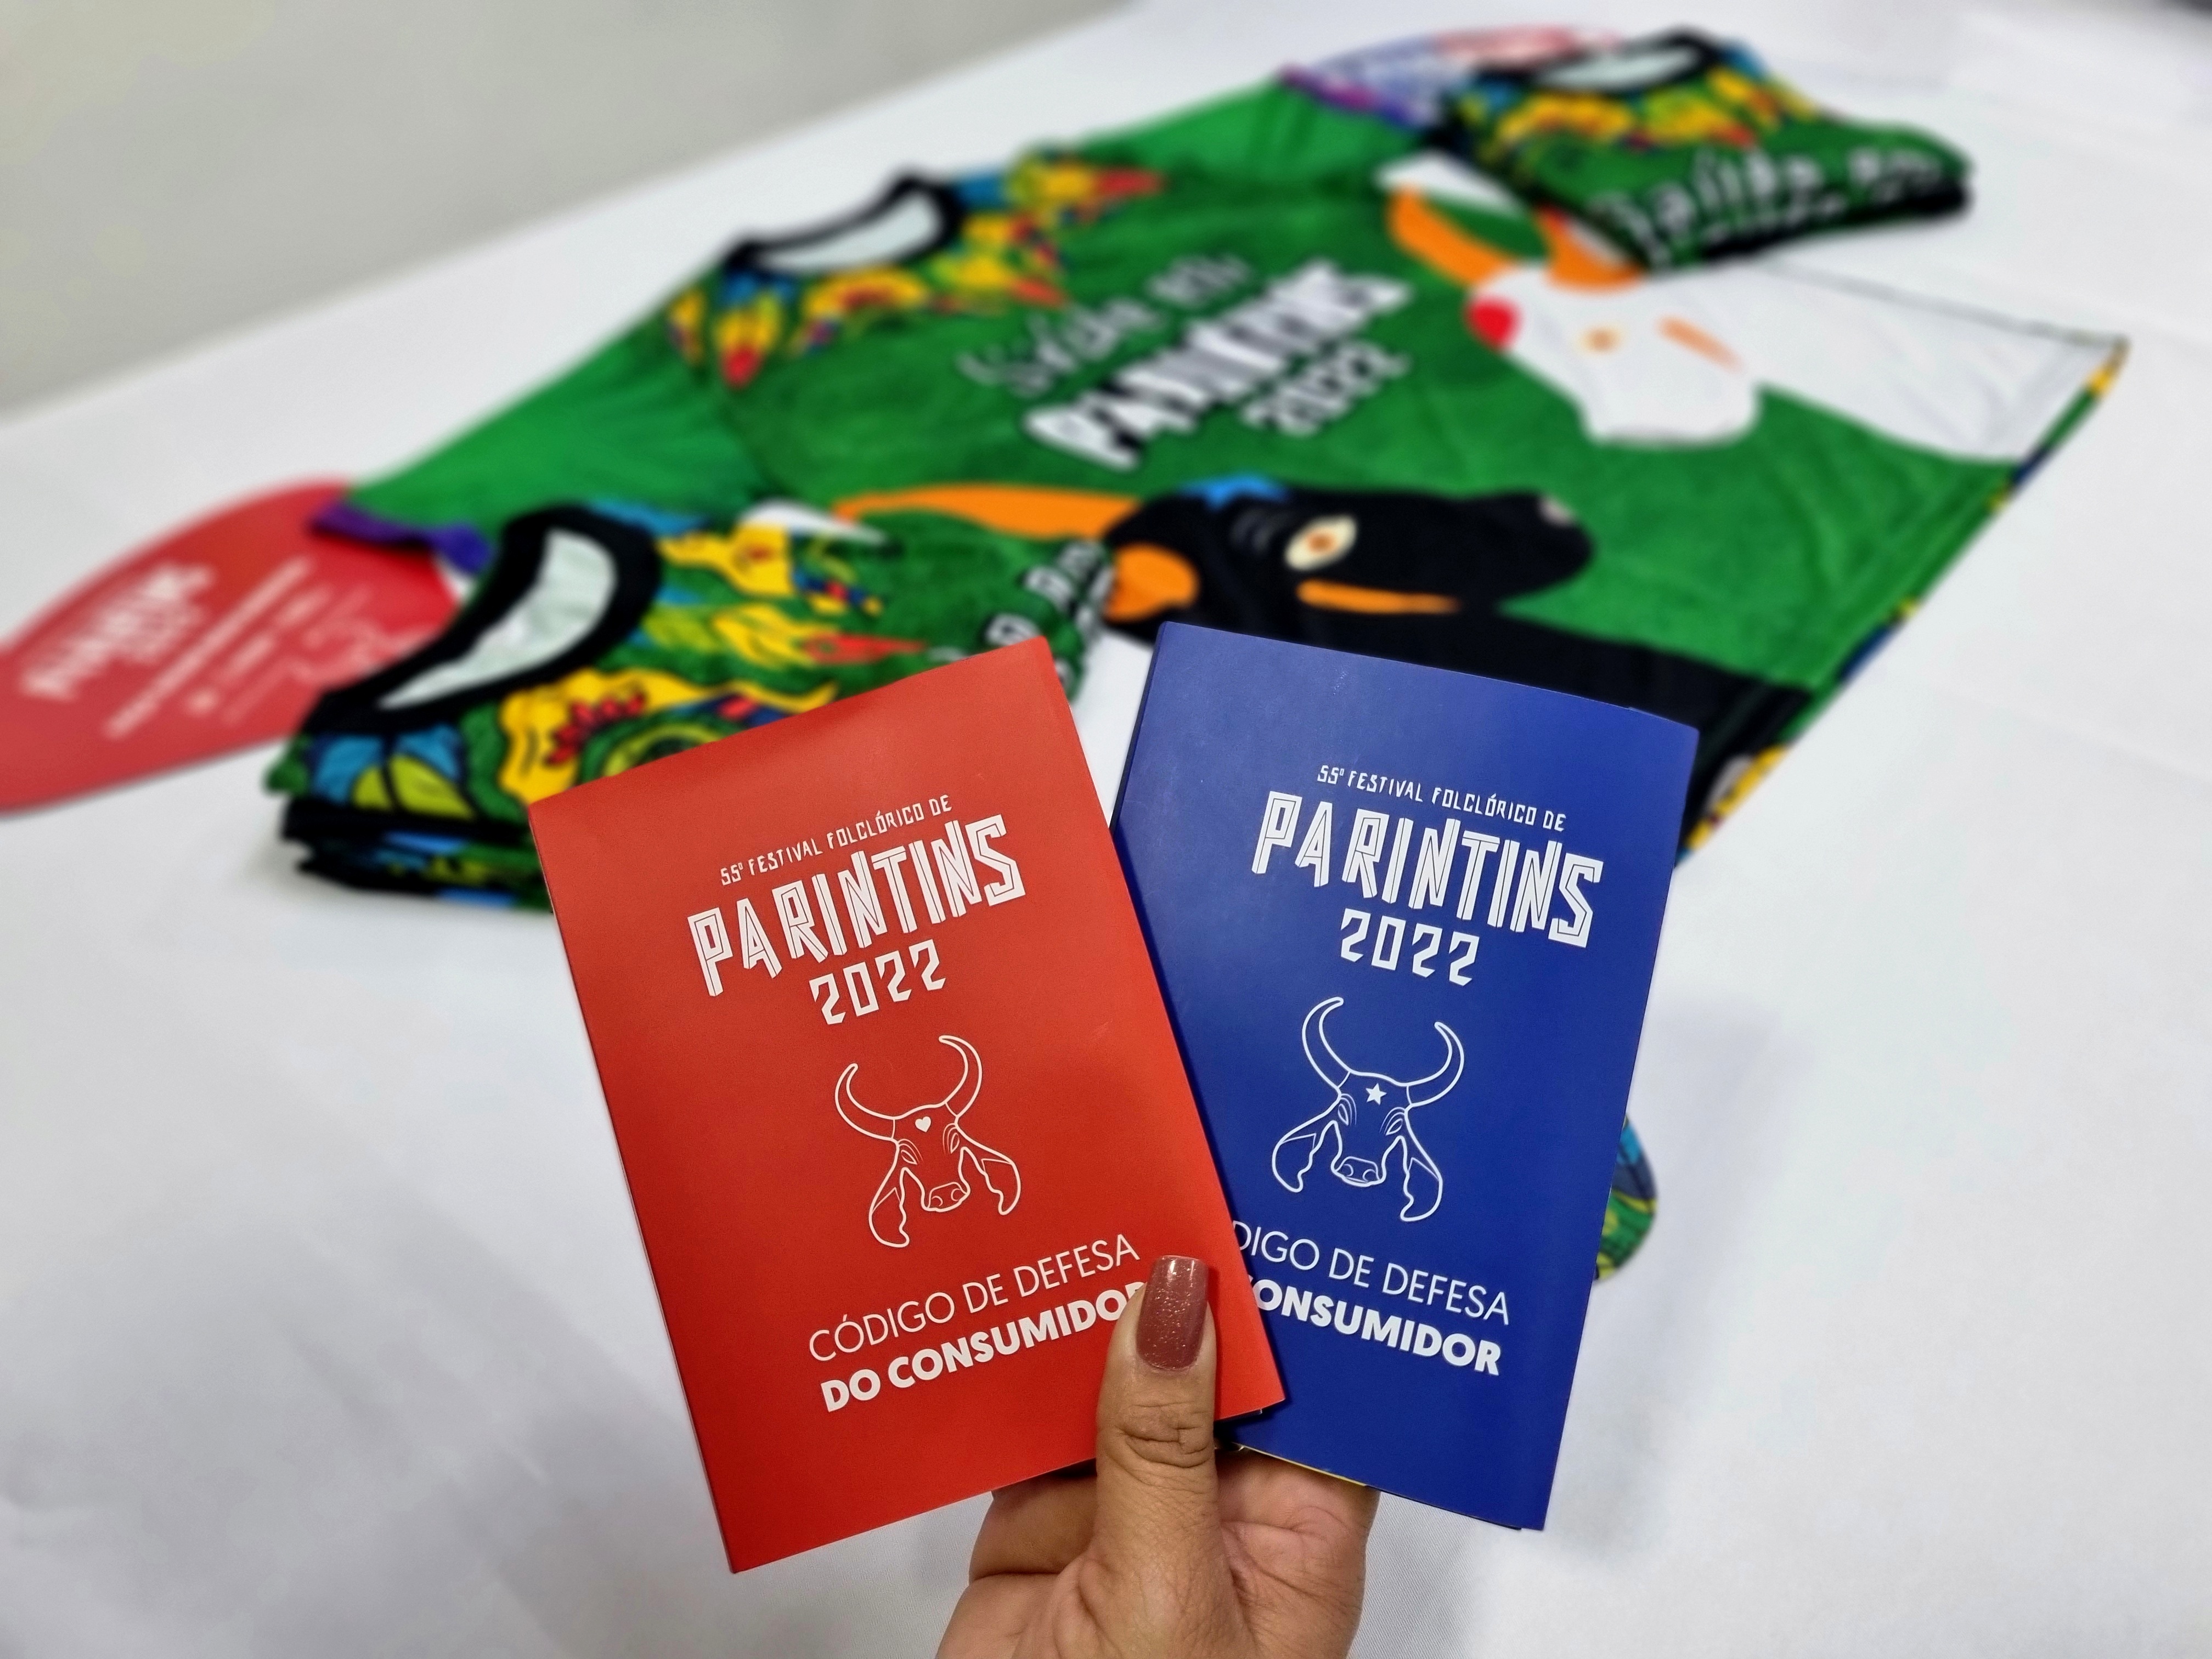 PARINTINS
2022
55º FESTIVAL FOLCLÓRICO DE
PARINTINS
2022
CÓDIGO DE DEFESA
DO CONSUMIDOR
55º FESTIVAL FOLCLÓRICO DE
PARINTINS
2022
DIGO DE DEFESA
CONSUMIDOR